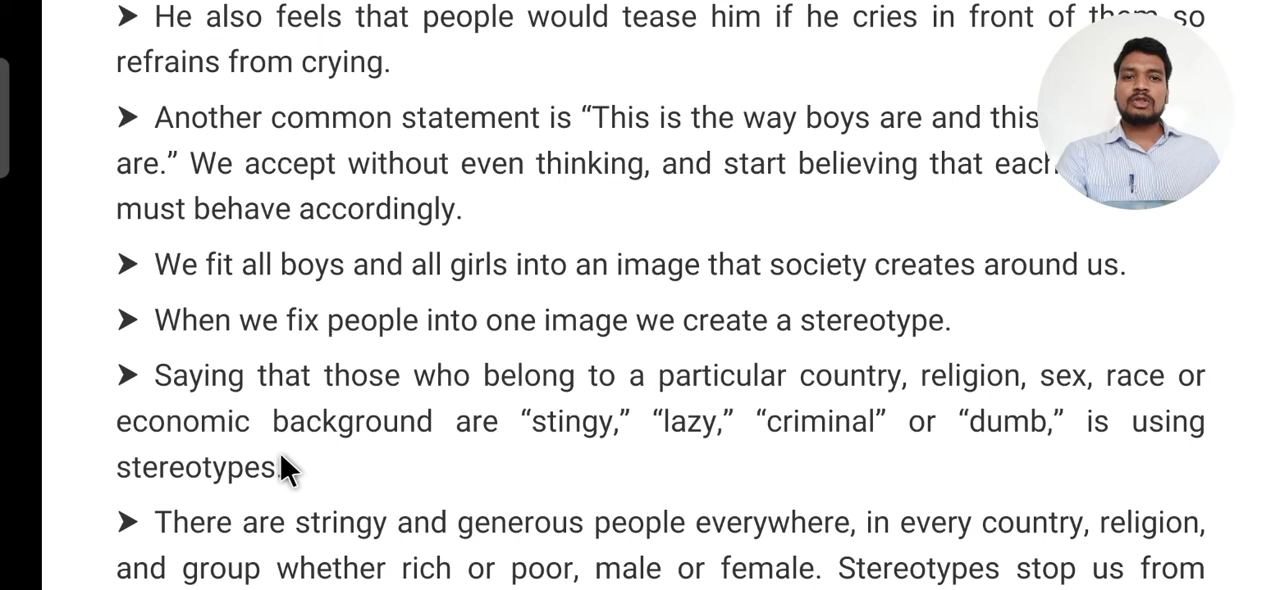 ➤ He also feels that people would tease him if he cries in front of them so
refrains from crying.
➤ Another common statement is “This is the way boys are and this
are.” We accept without even thinking, and start believing that each
must behave accordingly.
➤ We fit all boys and all girls into an image that society creates around us.
➤ When we fix people into one image we create a stereotype.
➤ Saying that those who belong to a particular country, religion, sex, race or
economic background are “stingy,” “lazy,” “criminal” or “dumb,” is using
stereotypes.
➤ There are stringy and generous people everywhere, in every country, religion,
and group whether rich or poor, male or female. Stereotypes stop us from